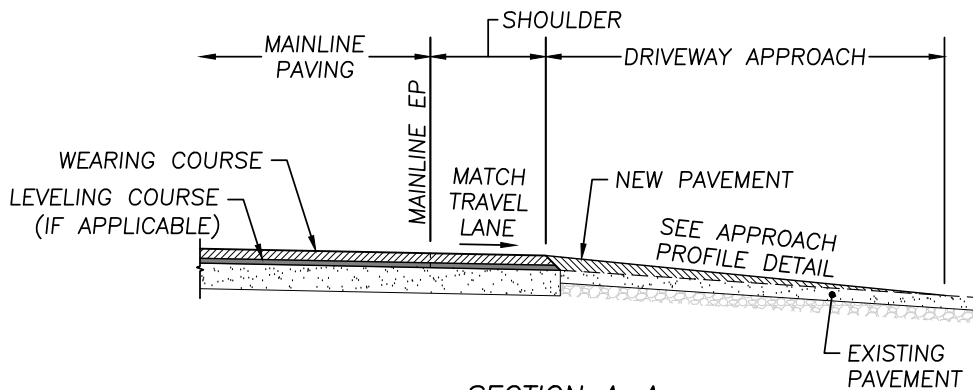 SHOULDER
MAINLINE
PAVING
DRIVEWAY APPROACH
MAINLINE EP
WEARING COURSE
MATCH
TRAVEL
LANE
NEW PAVEMENT
LEVELING COURSE
(IF APPLICABLE)
SEE APPROACH
PROFILE DETAIL
EXISTING
PAVEMENT